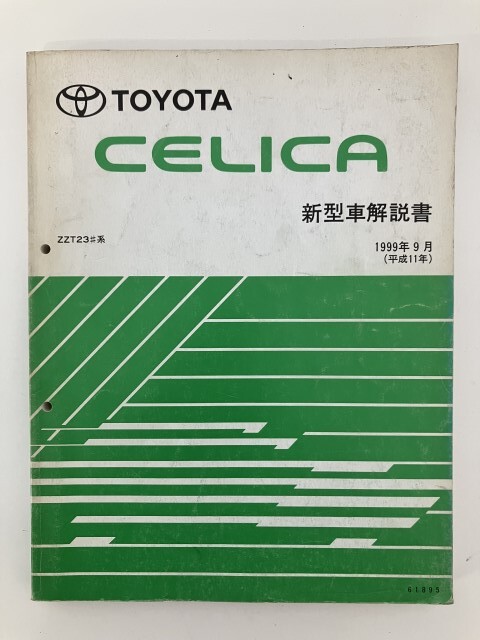 TOYOTA
CELICA
新型車解説書
ZZT23♯系
1999年9月
(平成11年)
61895